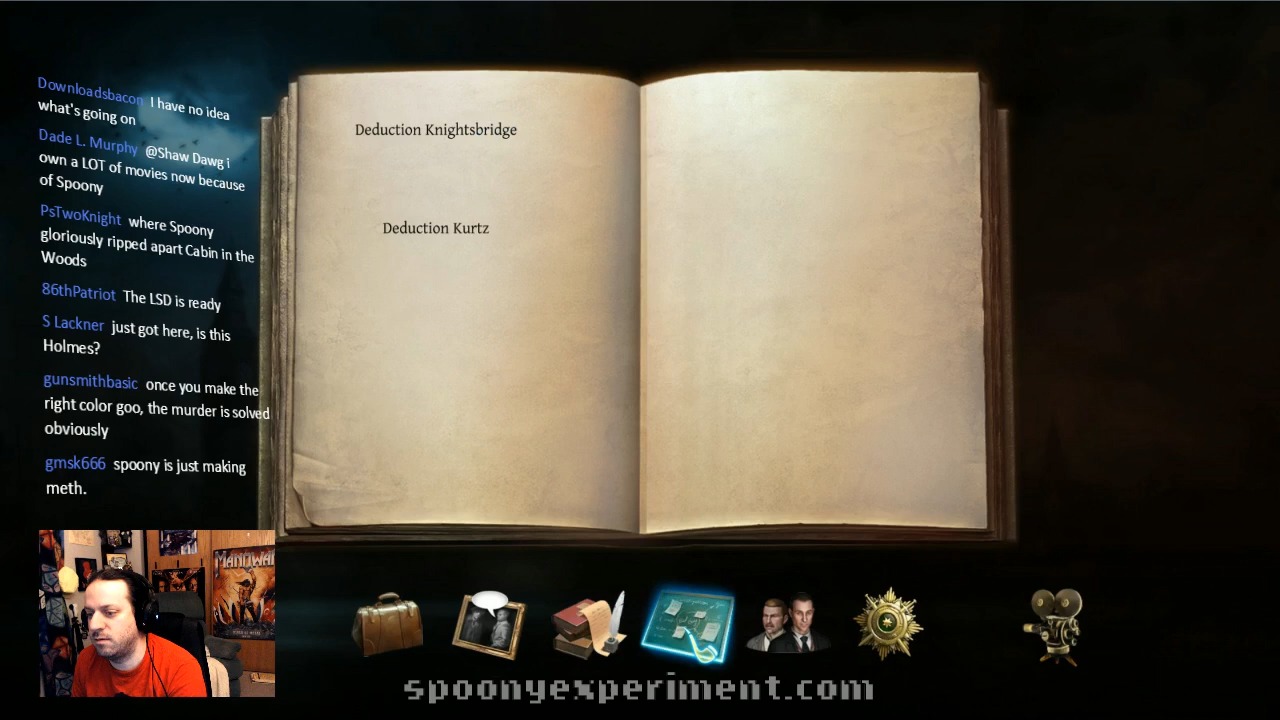 Downloadsbacon I have no idea
what's going on
Dade L. Murphy @Shaw Dawg i
own a LOT of movies now because
of Spoony
PsTwoKnight where Spoony
gloriously ripped apart Cabin in the
Woods
86thPatriot The LSD is ready
S Lackner just got here, is this
Holmes?
gunsmithbasic once you make the
right color goo, the murder is solved
obviously
gmsk666 spoony is just making
meth.
Deduction Knightsbridge
Deduction Kurtz
MANOWAR
spoonyexperiment.com